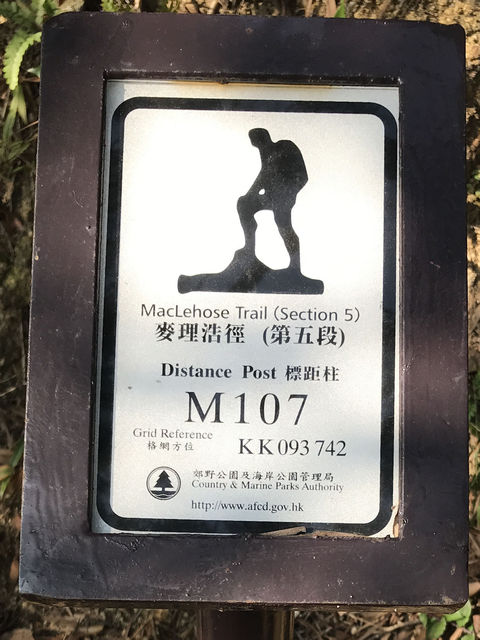 MacLehose Trail (Section 5)
麥理浩徑 (第五段)
Distance Post 標距柱
M107
Grid Reference
格網方位 KK 093 742
郊野公園及海岸公園管理局
Country & Marine Parks Authority
http://www.afcd.gov.hk